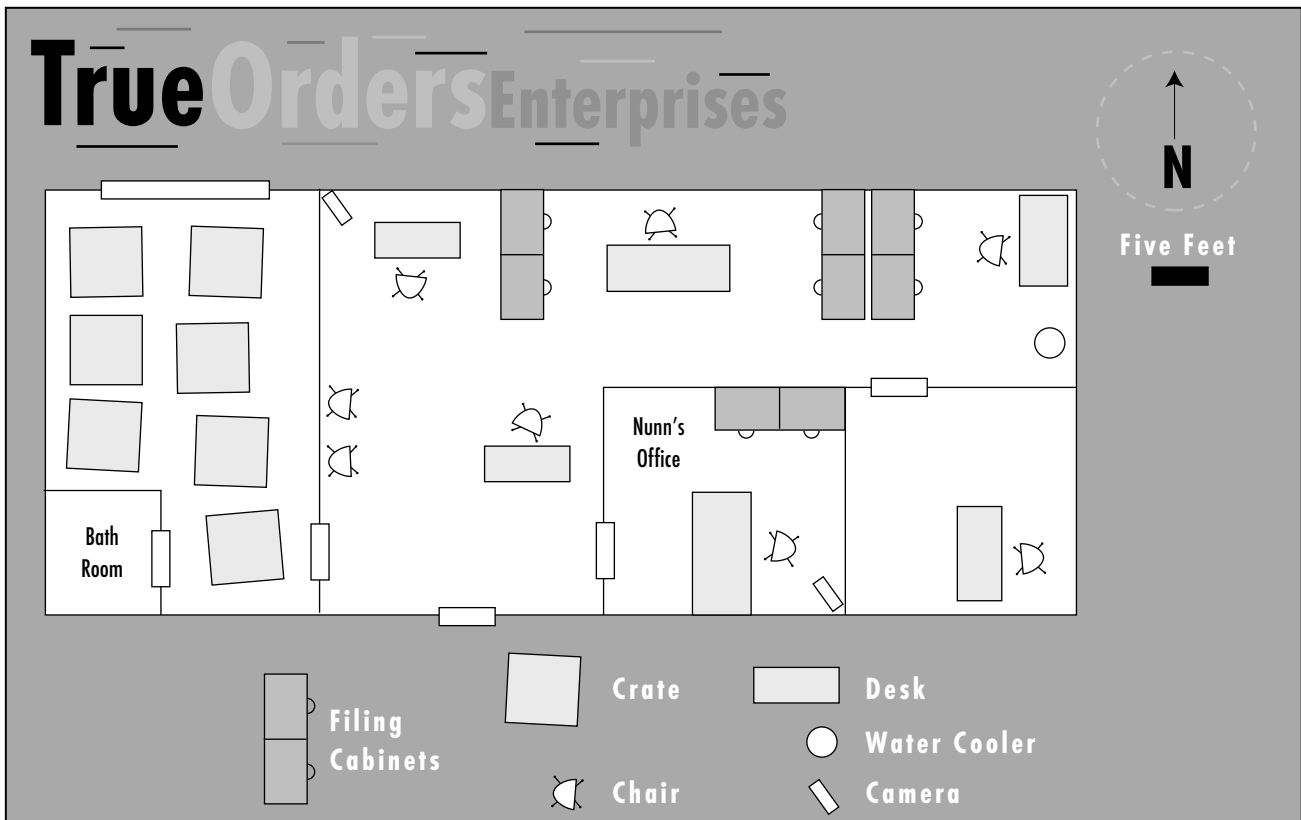 TrueOrdersEnterprises
N
Five Feet
Nunn's
Office
Bath
Room
Filing
Cabinets
Crate
Desk
Water Cooler
Chair
Camera